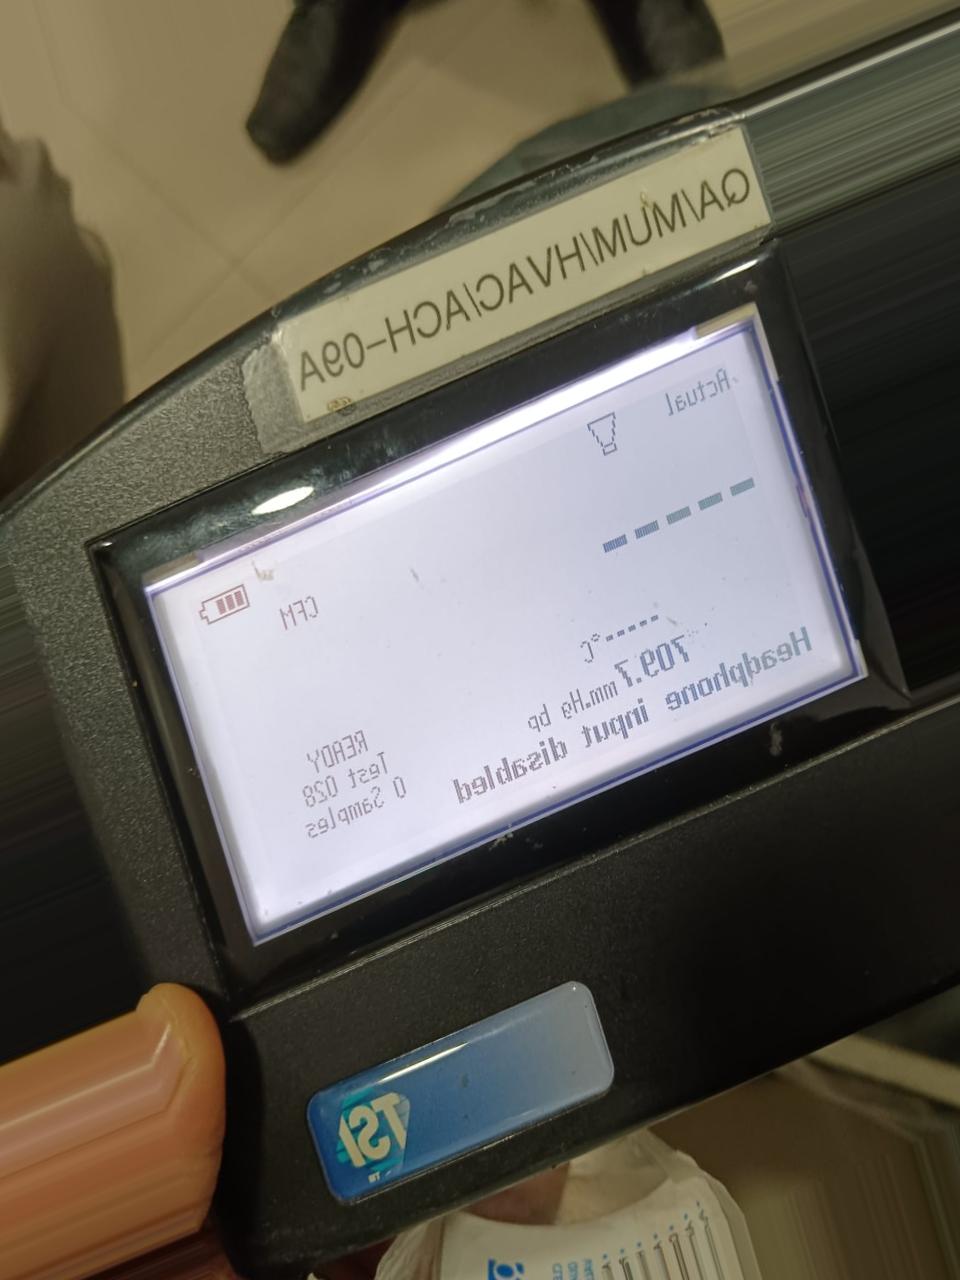 QA/MUM/HVAC/ACH-09A
Actual
-----
CFM
-----°C
709.7 mm.Hg bp
Headphone input disabled
READY
Test 028
0 Samples
TSI